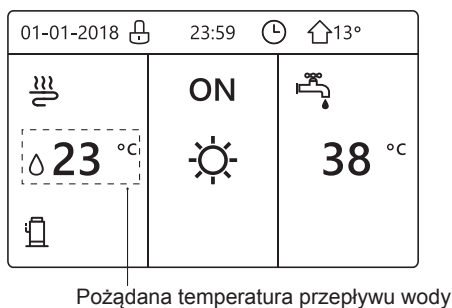 01-01-2018 23:59 13°
ON
23 °C 38 °C
Pożądana temperatura przepływu wody